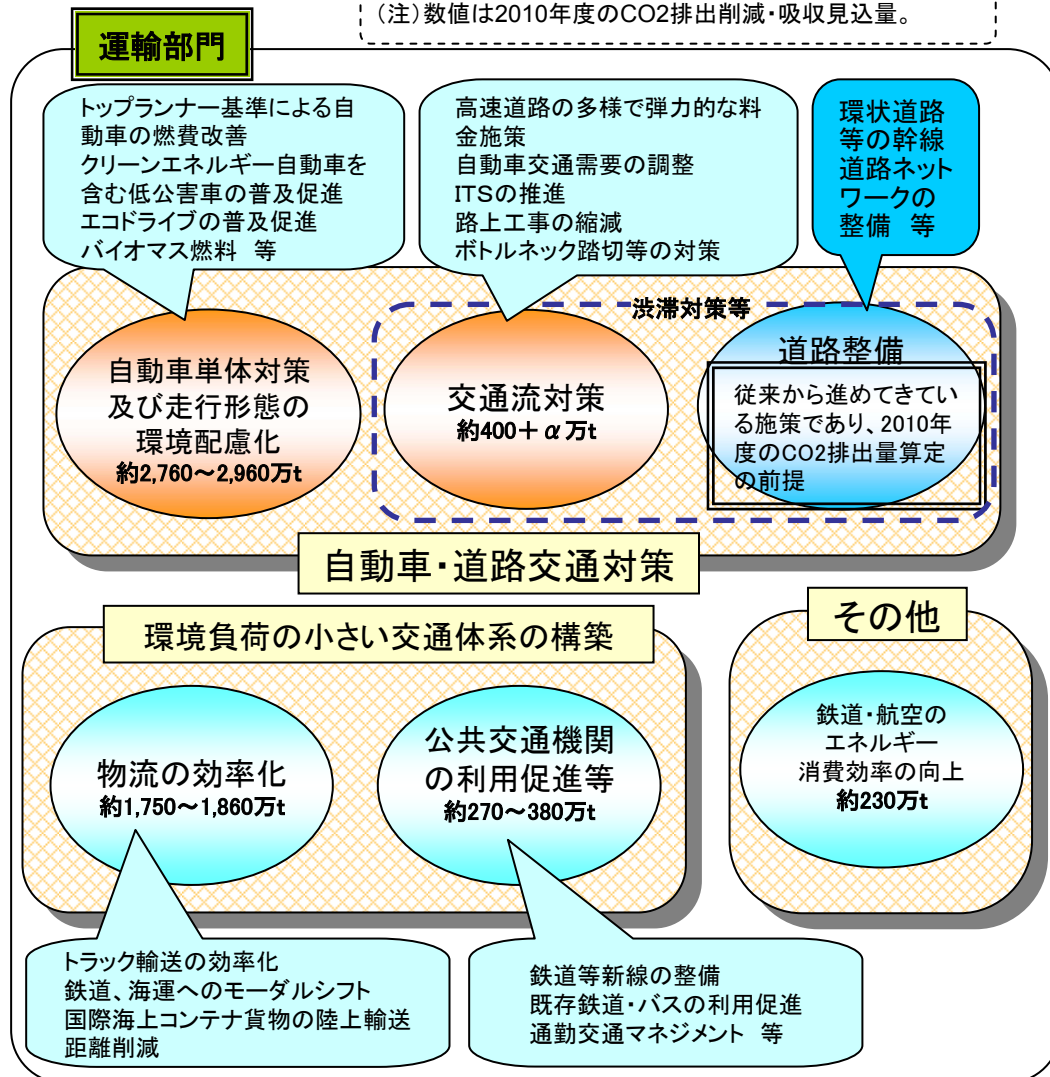 (注)数値は2010年度のCO2排出削減・吸収見込量。
運輸部門
トップランナー基準による自
動車の燃費改善
クリーンエネルギー自動車を
含む低公害車の普及促進
エコドライブの普及促進
バイオマス燃料　等
高速道路の多様で弾力的な料
金施策
自動車交通需要の調整
ITSの推進
路上工事の縮減
ボトルネック踏切等の対策
環状道路
等の幹線
道路ネット
ワークの
整備　等
渋滞対策等
自動車単体対策
及び走行形態の
環境配慮化
約2,760～2,960万t
交通流対策
約400＋α万t
道路整備
従来から進めてきてい
る施策であり、2010年
度のCO2排出量算定
の前提
自動車・道路交通対策
環境負荷の小さい交通体系の構築
その他
物流の効率化
約1,750～1,860万t
公共交通機関
の利用促進等
約270～380万t
鉄道・航空の
エネルギー
消費効率の向上
約230万t
トラック輸送の効率化
鉄道、海運へのモーダルシフト
国際海上コンテナ貨物の陸上輸送
距離削減
鉄道等新線の整備
既存鉄道・バスの利用促進
通勤交通マネジメント　等